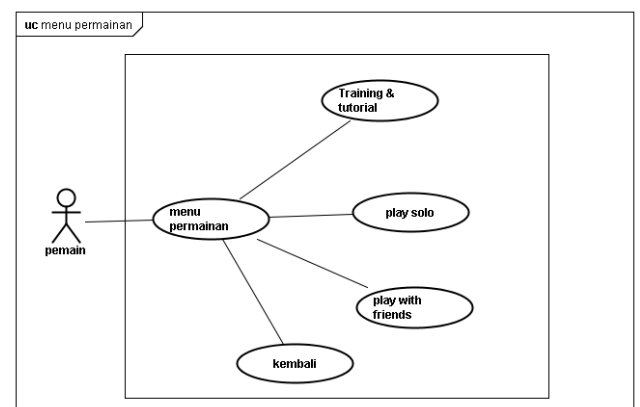 uc menu permainan
Training &
tutorial
menu
permainan
play solo
pemain
play with
friends
kembali